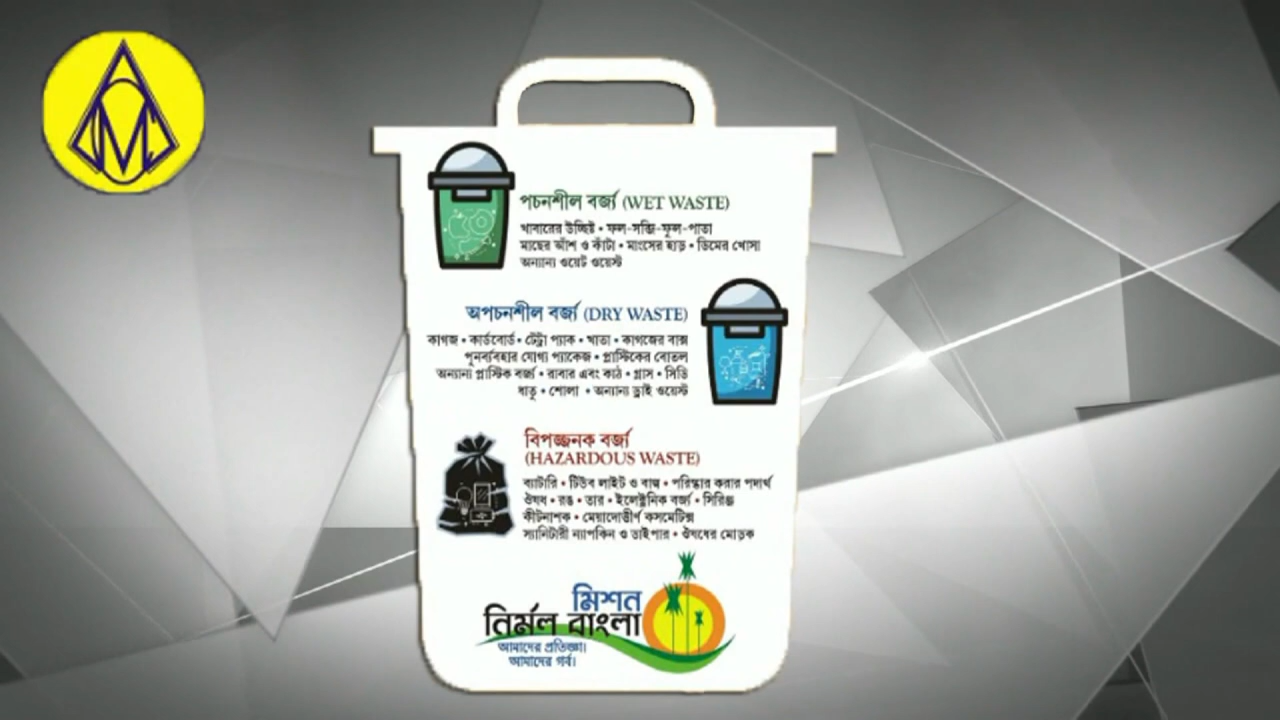 পচনশীল বর্জ্য (WET WASTE)
খাবারের উচ্ছিষ্ট • ফল-সব্জি-ফুল-পাতা
মাছের আঁশ ও কাঁটা • মাংসের হাড় • ডিমের খোসা
অন্যান্য ওয়েট ওয়েস্ট
অপচনশীল বর্জ্য (DRY WASTE)
কাগজ • কার্ডবোর্ড • টেট্রা প্যাক • খাতা • কাগজের বাক্স
পুনর্ব্যবহার যোগ্য প্যাকেজ • প্লাস্টিকের বোতল
অন্যান্য প্লাস্টিক বর্জ্য • রাবার এবং কাঠ • গ্লাস • সিডি
ধাতু • শোলা • অন্যান্য ড্রাই ওয়েস্ট
বিপজ্জনক বর্জ্য
(HAZARDOUS WASTE)
ব্যাটারি • টিউব লাইট ও বাল্ব • পরিষ্কার করার পদার্থ
ঔষধ • রঙ • তার • ইলেক্ট্রনিক বর্জ্য • সিরিঞ্জ
কীটনাশক • মেয়াদোত্তীর্ণ কসমেটিক্স
স্যানিটারী ন্যাপকিন ও ডাইপার • ঔষধের মোড়ক
মিশন
নির্মল বাংলা
আমাদের প্রতিজ্ঞা।
আমাদের গর্ব।